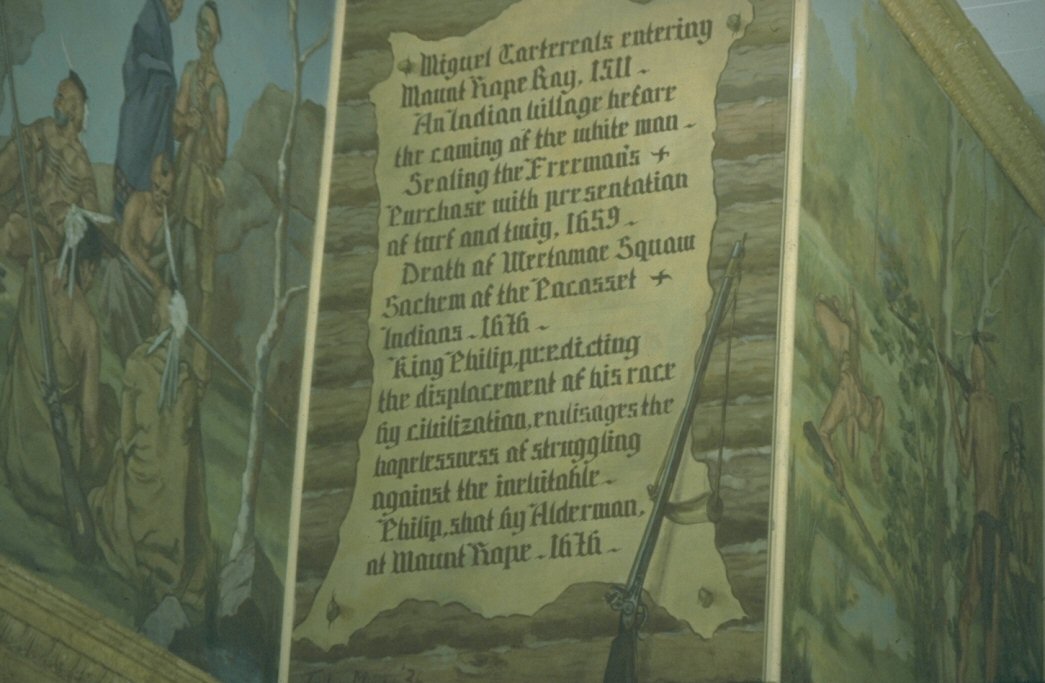 Miguel Cortereals entering
Mount Hope Bay, 1511 -
An Indian village before
the coming of the white man -
Sealing the Freeman's +
Purchase with presentation
of turf and twig, 1659 -
Death of Weetamoe Squaw
Sachem of the Pocasset +
Indians - 1676 -
King Philip, predicting
the displacement of his race
by civilization, envisages the
hopelessness of struggling
against the inevitable -
Philip, shot by Alderman,
at Mount Hope - 1676 -